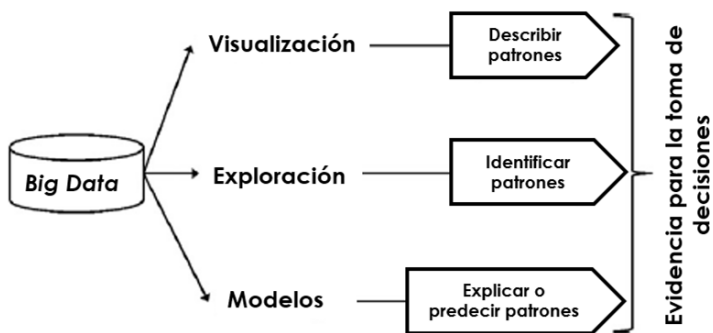 Big Data
Visualización
Describir
patrones
Exploración
Identificar
patrones
Modelos
Explicar o
predecir patrones
Evidencia para la toma de
decisiones